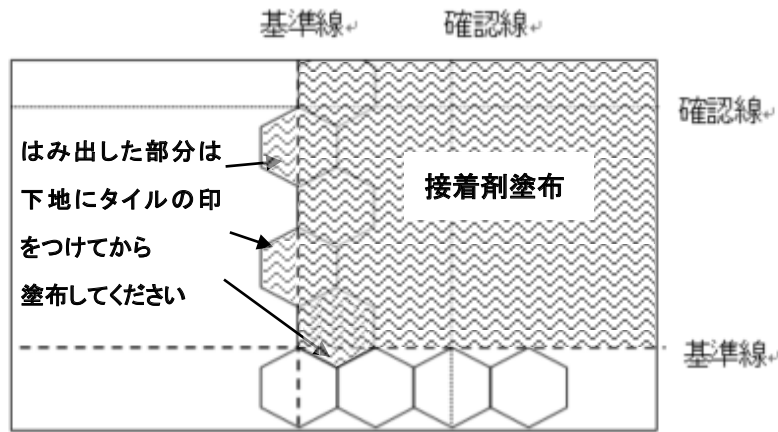 基準線↵
確認線↵
確認線↵
はみ出した部分は
下地にタイルの印
をつけてから
塗布してください
接着剤塗布
基準線↵